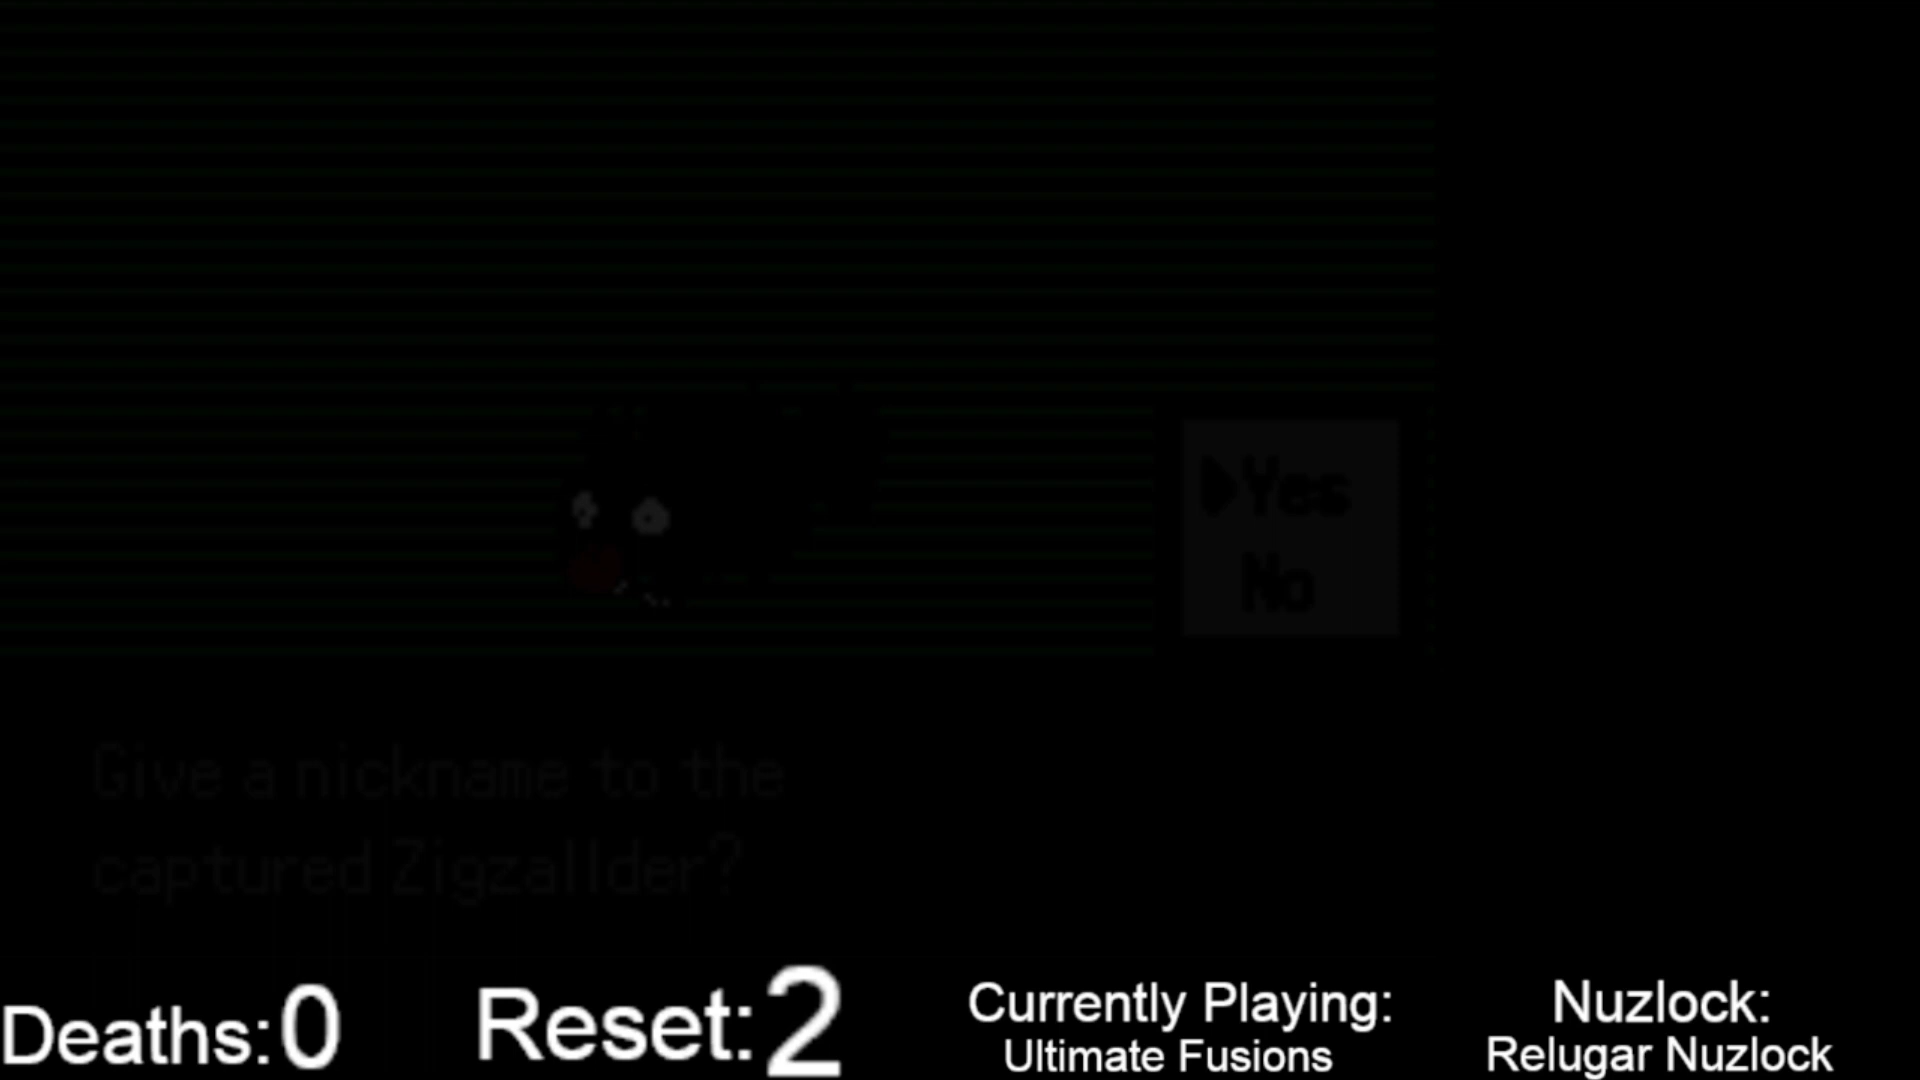 Yes
No
Give a nickname to the
captured Zigzallder?
Deaths:0
Reset:2
Currently Playing:
Ultimate Fusions
Nuzlock:
Relugar Nuzlock